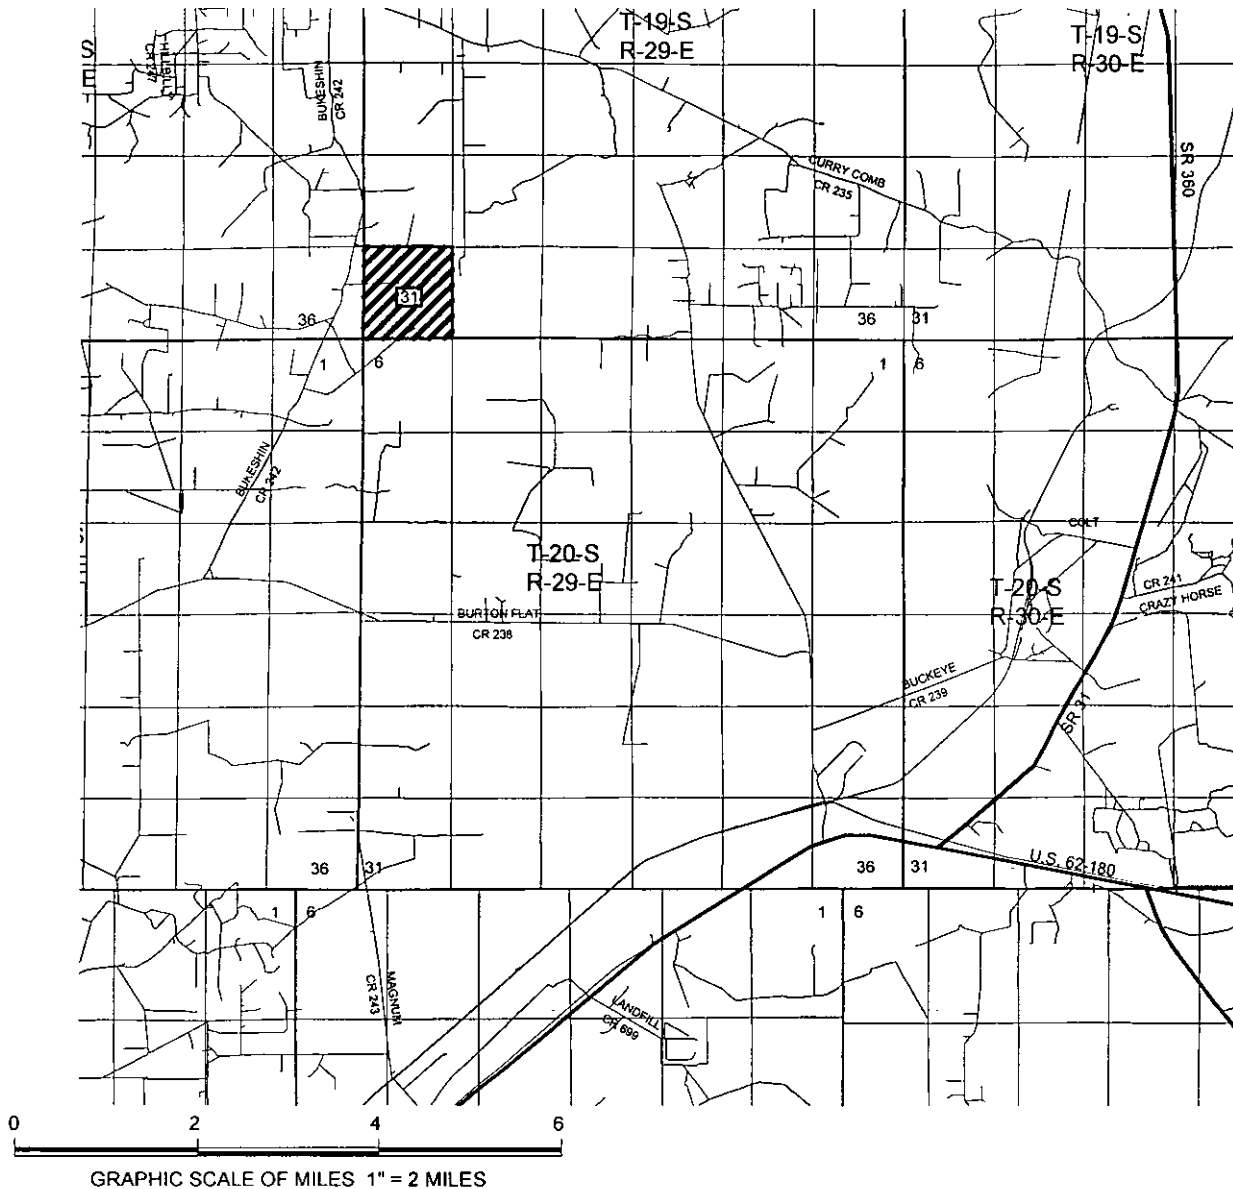 T-19-S
R-29-E
T-19-S
R-30-E
S
E
HILLBILLY
CR 247
BUKESHIN
CR 242
SR 360
CURRY COMB
CR 235
31
36
36
31
1
6
1
6
BUKESHIN
CR 242
COLT
T-20-S
R-29-E
CR 241
CRAZY HORSE
T-20-S
R-30-E
BURTON FLAT
CR 238
BUCKEYE
CR 239
SR 31
36
31
36
31
U.S. 62-180
1
6
1
6
MAGNUM
CR 243
LANDFILL
CR 699
0
2
4
6
GRAPHIC SCALE OF MILES 1" = 2 MILES